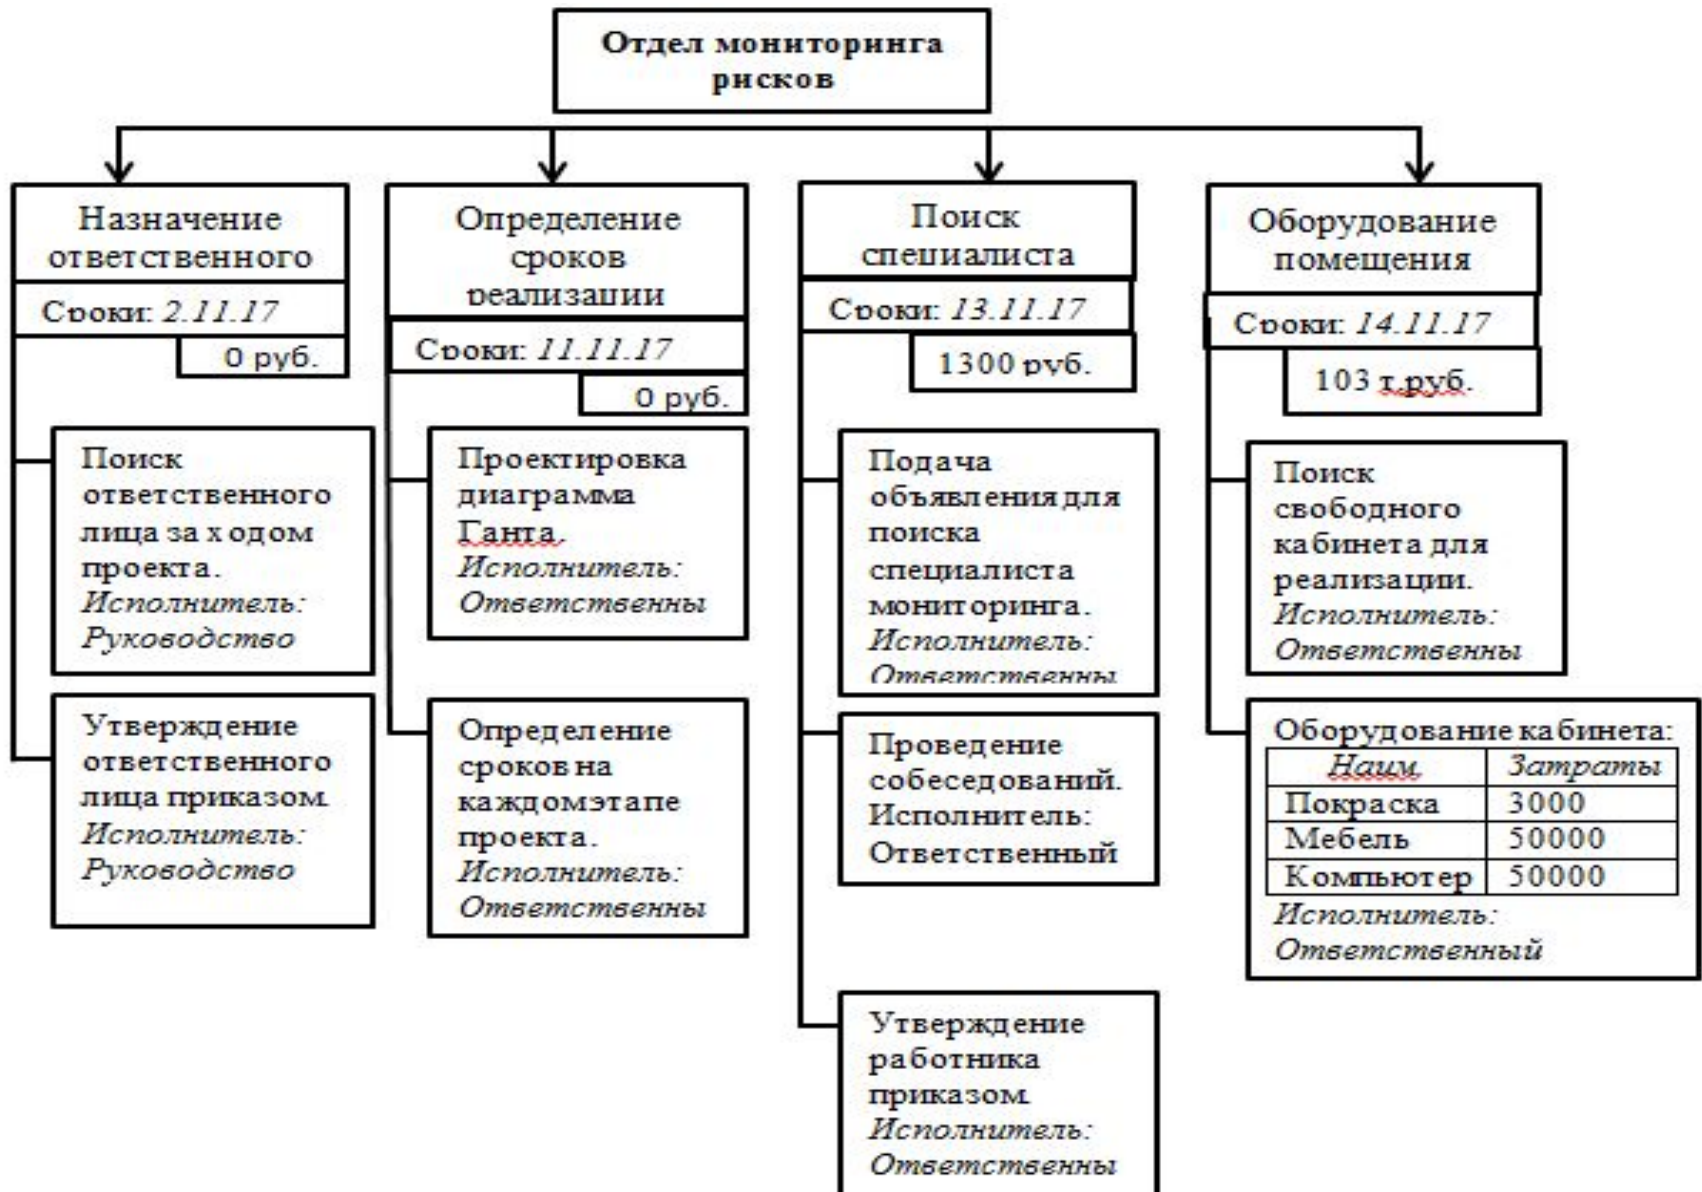 Отдел мониторинга
рисков
Назначение
ответственного
Сроки: 2.11.17
0 руб.
Поиск
ответственного
лица за ходом
проекта.
Исполнитель:
Руководство
Утверждение
ответственного
лица приказом.
Исполнитель:
Руководство
Определение
сроков
реализации
Сроки: 11.11.17
0 руб.
Проектировка
диаграмма
Ганта.
Исполнитель:
Ответственны
Определение
сроков на
каждом этапе
проекта.
Исполнитель:
Ответственны
Поиск
специалиста
Сроки: 13.11.17
1300 руб.
Подача
объявления для
поиска
специалиста
мониторинга.
Исполнитель:
Ответственны
Проведение
собеседований.
Исполнитель:
Ответственный
Утверждение
работника
приказом.
Исполнитель:
Ответственны
Оборудование
помещения
Сроки: 14.11.17
103 т.руб.
Поиск
свободного
кабинета для
реализации.
Исполнитель:
Ответственны
Оборудование кабинета:
Наим. Затраты
Покраска 3000
Мебель 50000
Компьютер 50000
Исполнитель:
Ответственный